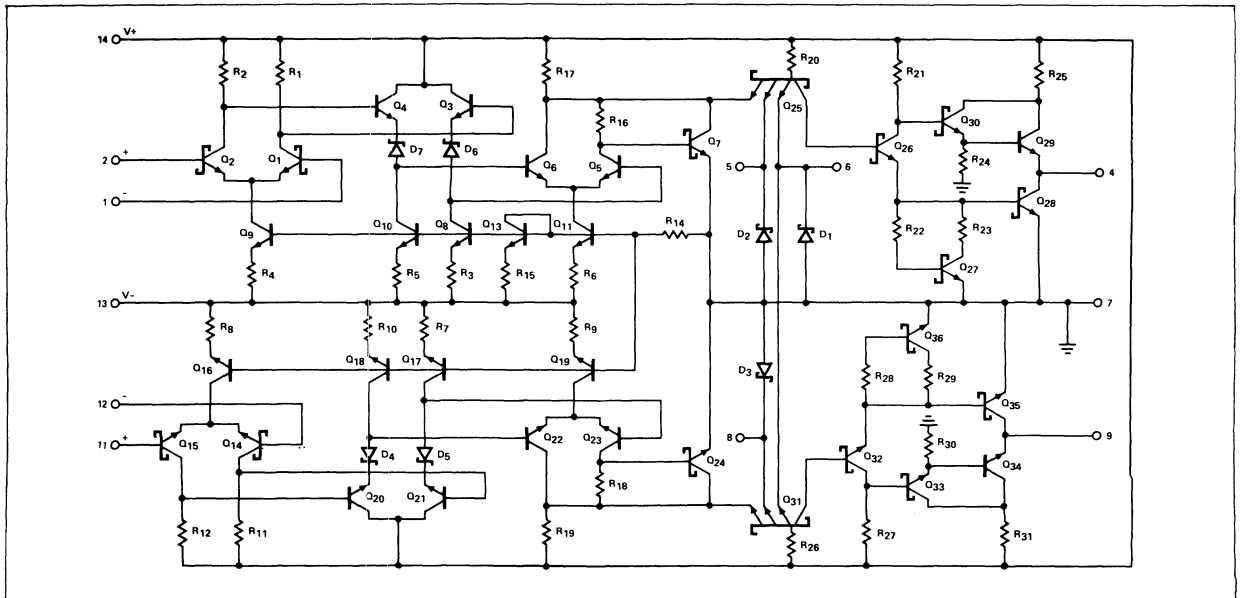 14 V+
R2
R1
R17
R20
R21
R25
Q4
Q3
Q25
Q30
R16
Q7
Q26
Q29
R24
2 +
Q2
Q1
D7
D6
Q6
Q5
5
6
4
1 -
Q28
Q9
Q10
Q8
Q13
Q11
R14
D2
D1
R22
R23
R4
R5
R3
R15
R6
Q27
13 V-
7
R8
R10
R7
R9
Q36
Q16
Q18
Q17
Q19
D3
R28
R29
12 -
Q35
11 +
Q15
Q14
Q22
Q23
8
R30
9
D4
D5
Q24
Q32
Q34
Q33
Q20
Q21
R18
Q31
R12
R11
R19
R26
R27
R31